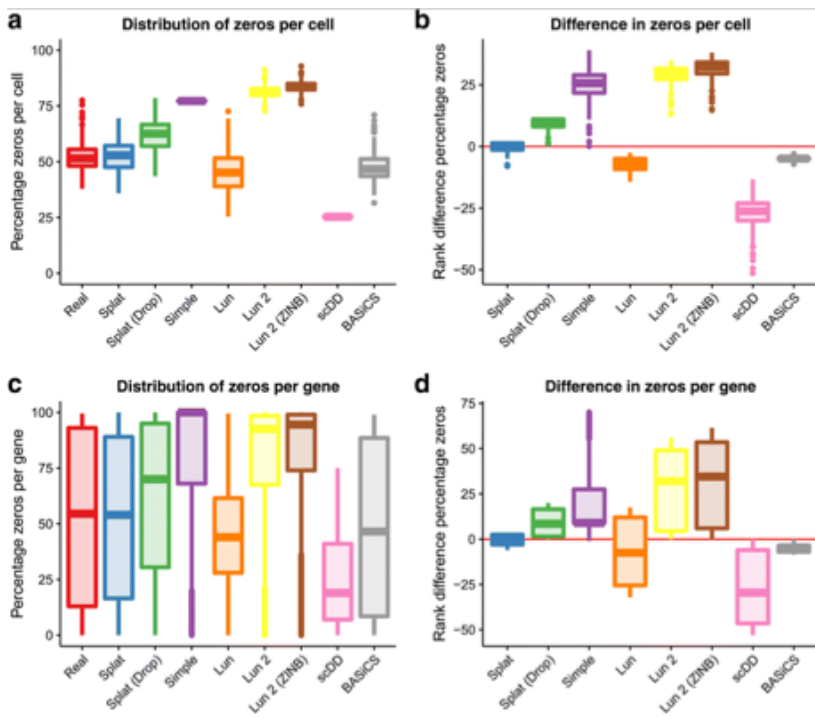 a
Distribution of zeros per cell
Percentage zeros per cell
100
75
50
25
0
Real
Splat
Splat (Drop)
Simple
Lun
Lun 2
Lun 2 (ZINB)
scDD
BASiCS
b
Difference in zeros per cell
Rank difference percentage zeros
25
0
−25
−50
Splat
Splat (Drop)
Simple
Lun
Lun 2
Lun 2 (ZINB)
scDD
BASiCS
c
Distribution of zeros per gene
Percentage zeros per gene
100
75
50
25
0
Real
Splat
Splat (Drop)
Simple
Lun
Lun 2
Lun 2 (ZINB)
scDD
BASiCS
d
Difference in zeros per gene
Rank difference percentage zeros
75
50
25
0
−25
−50
Splat
Splat (Drop)
Simple
Lun
Lun 2
Lun 2 (ZINB)
scDD
BASiCS